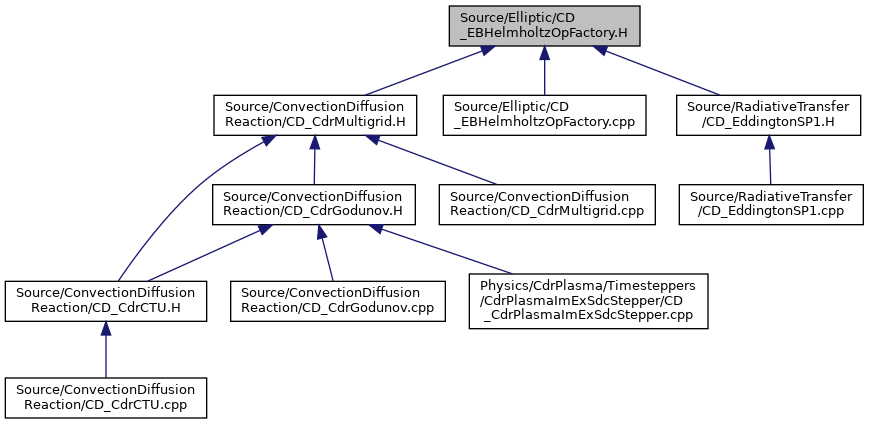 Source/Elliptic/CD
_EBHelmholtzOpFactory.H
Source/ConvectionDiffusion
Reaction/CD_CdrMultigrid.H
Source/Elliptic/CD
_EBHelmholtzOpFactory.cpp
Source/RadiativeTransfer
/CD_EddingtonSP1.H
Source/ConvectionDiffusion
Reaction/CD_CdrGodunov.H
Source/ConvectionDiffusion
Reaction/CD_CdrMultigrid.cpp
Source/RadiativeTransfer
/CD_EddingtonSP1.cpp
Source/ConvectionDiffusion
Reaction/CD_CdrCTU.H
Source/ConvectionDiffusion
Reaction/CD_CdrGodunov.cpp
Physics/CdrPlasma/Timesteppers
/CdrPlasmaImExSdcStepper/CD
_CdrPlasmaImExSdcStepper.cpp
Source/ConvectionDiffusion
Reaction/CD_CdrCTU.cpp